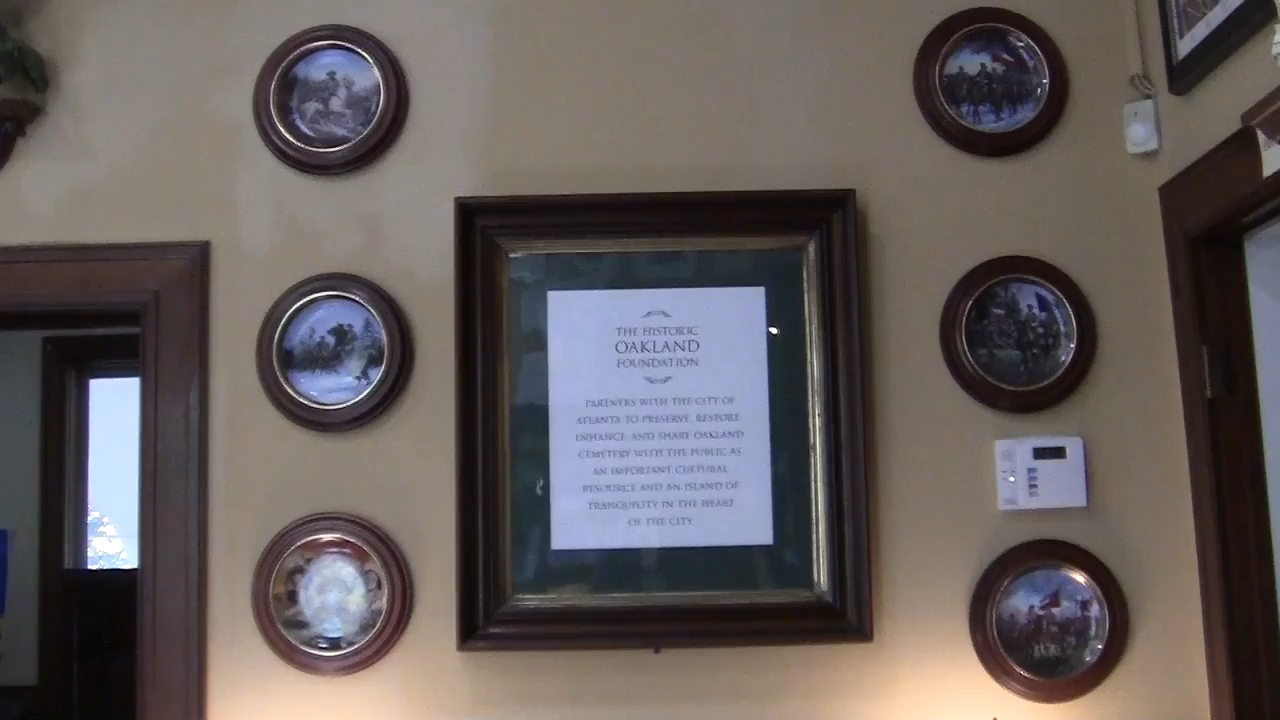 THE HISTORIC
OAKLAND
FOUNDATION
PARTNERS WITH THE CITY OF
ATLANTA TO PRESERVE, RESTORE,
ENHANCE, AND SHARE OAKLAND
CEMETERY WITH THE PUBLIC AS
AN IMPORTANT CULTURAL
RESOURCE AND AN ISLAND OF
TRANQUILITY IN THE HEART
OF THE CITY.